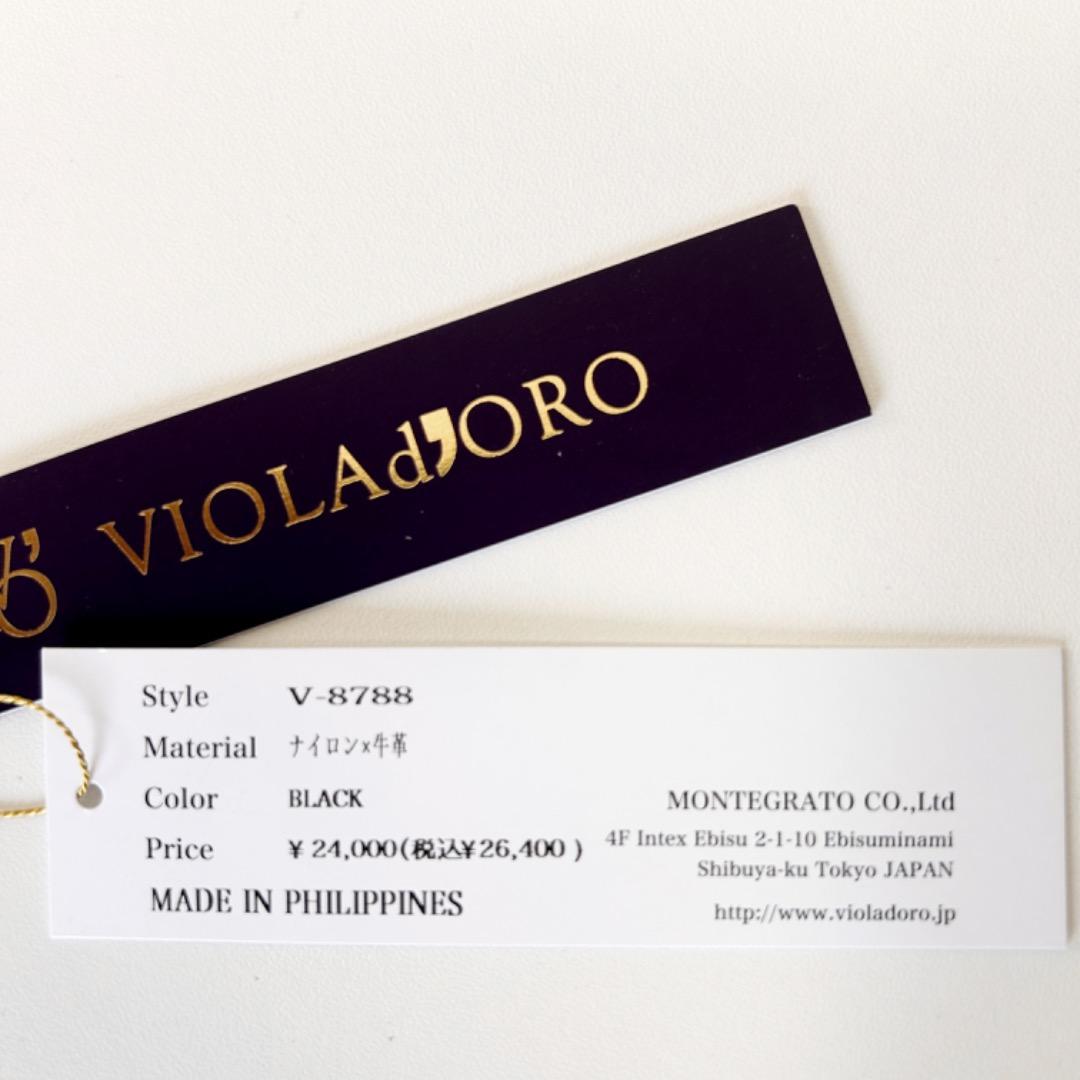 VIOLAd'ORO
Style V-8788
Material ナイロン×牛革
Color BLACK
Price ¥ 24,000(税込¥26,400 )
MADE IN PHILIPPINES
MONTEGRATO CO.,Ltd
4F Intex Ebisu 2-1-10 Ebisuminami
Shibuya-ku Tokyo JAPAN
http://www.violadoro.jp